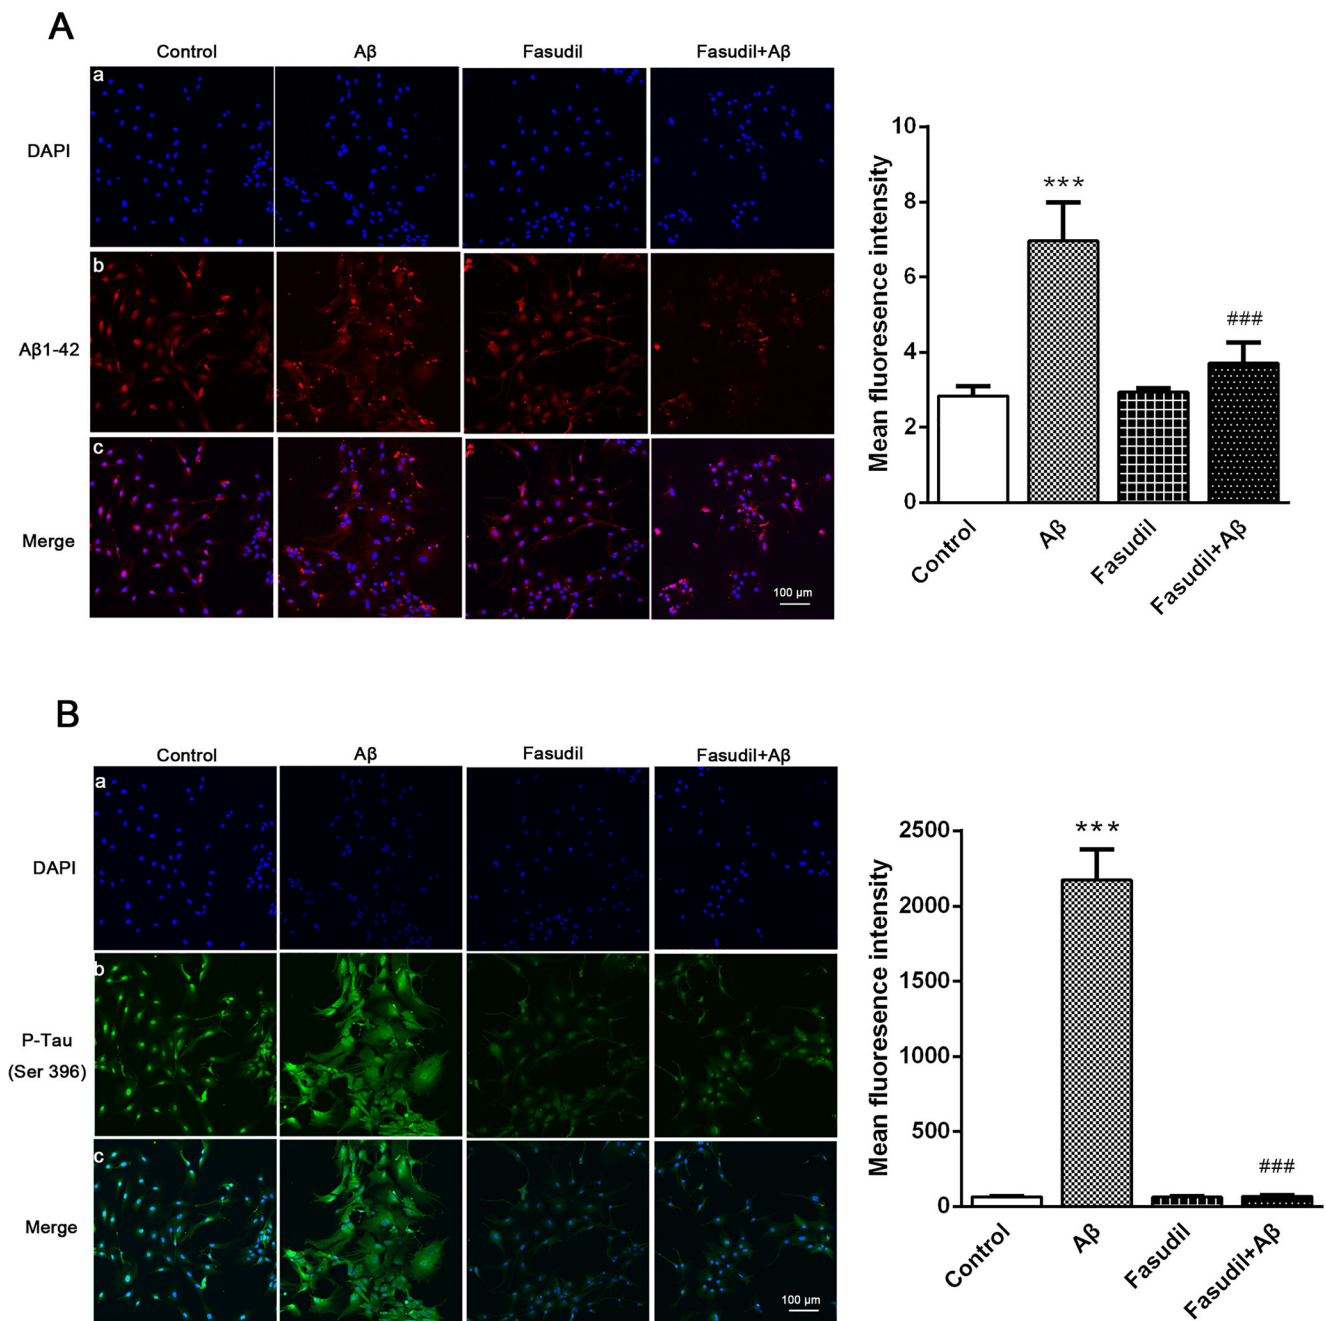 A
Control Aβ Fasudil Fasudil+Aβ
a
DAPI
b
Aβ1-42
c
Merge
100 μm
Mean fluoresence intensity
10
8
6
4
2
0
***
###
Control
Aβ
Fasudil
Fasudil+Aβ
B
Control Aβ Fasudil Fasudil+Aβ
a
DAPI
b
P-Tau
(Ser 396)
c
Merge
100 μm
Mean fluoresence intensity
2500
2000
1500
1000
500
0
***
###
Control
Aβ
Fasudil
Fasudil+Aβ